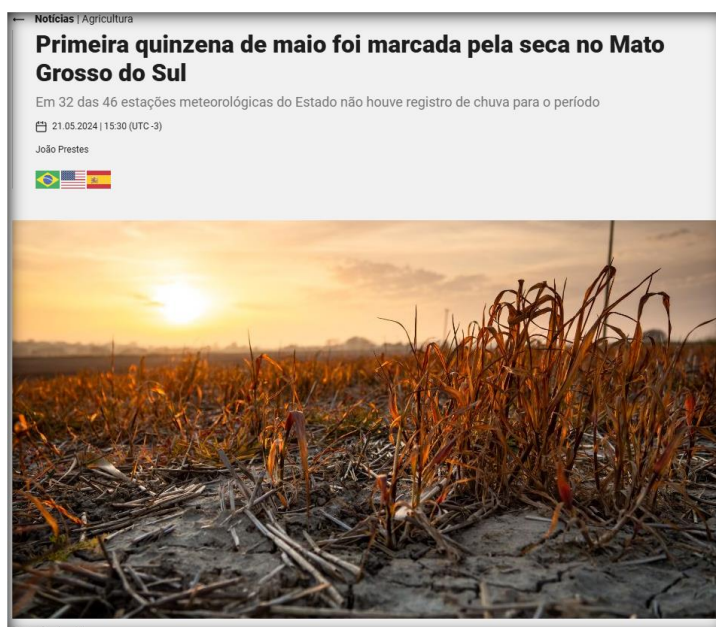 ← Notícias | Agricultura
Primeira quinzena de maio foi marcada pela seca no Mato
Grosso do Sul
Em 32 das 46 estações meteorológicas do Estado não houve registro de chuva para o período
21.05.2024 | 15:30 (UTC -3)
João Prestes